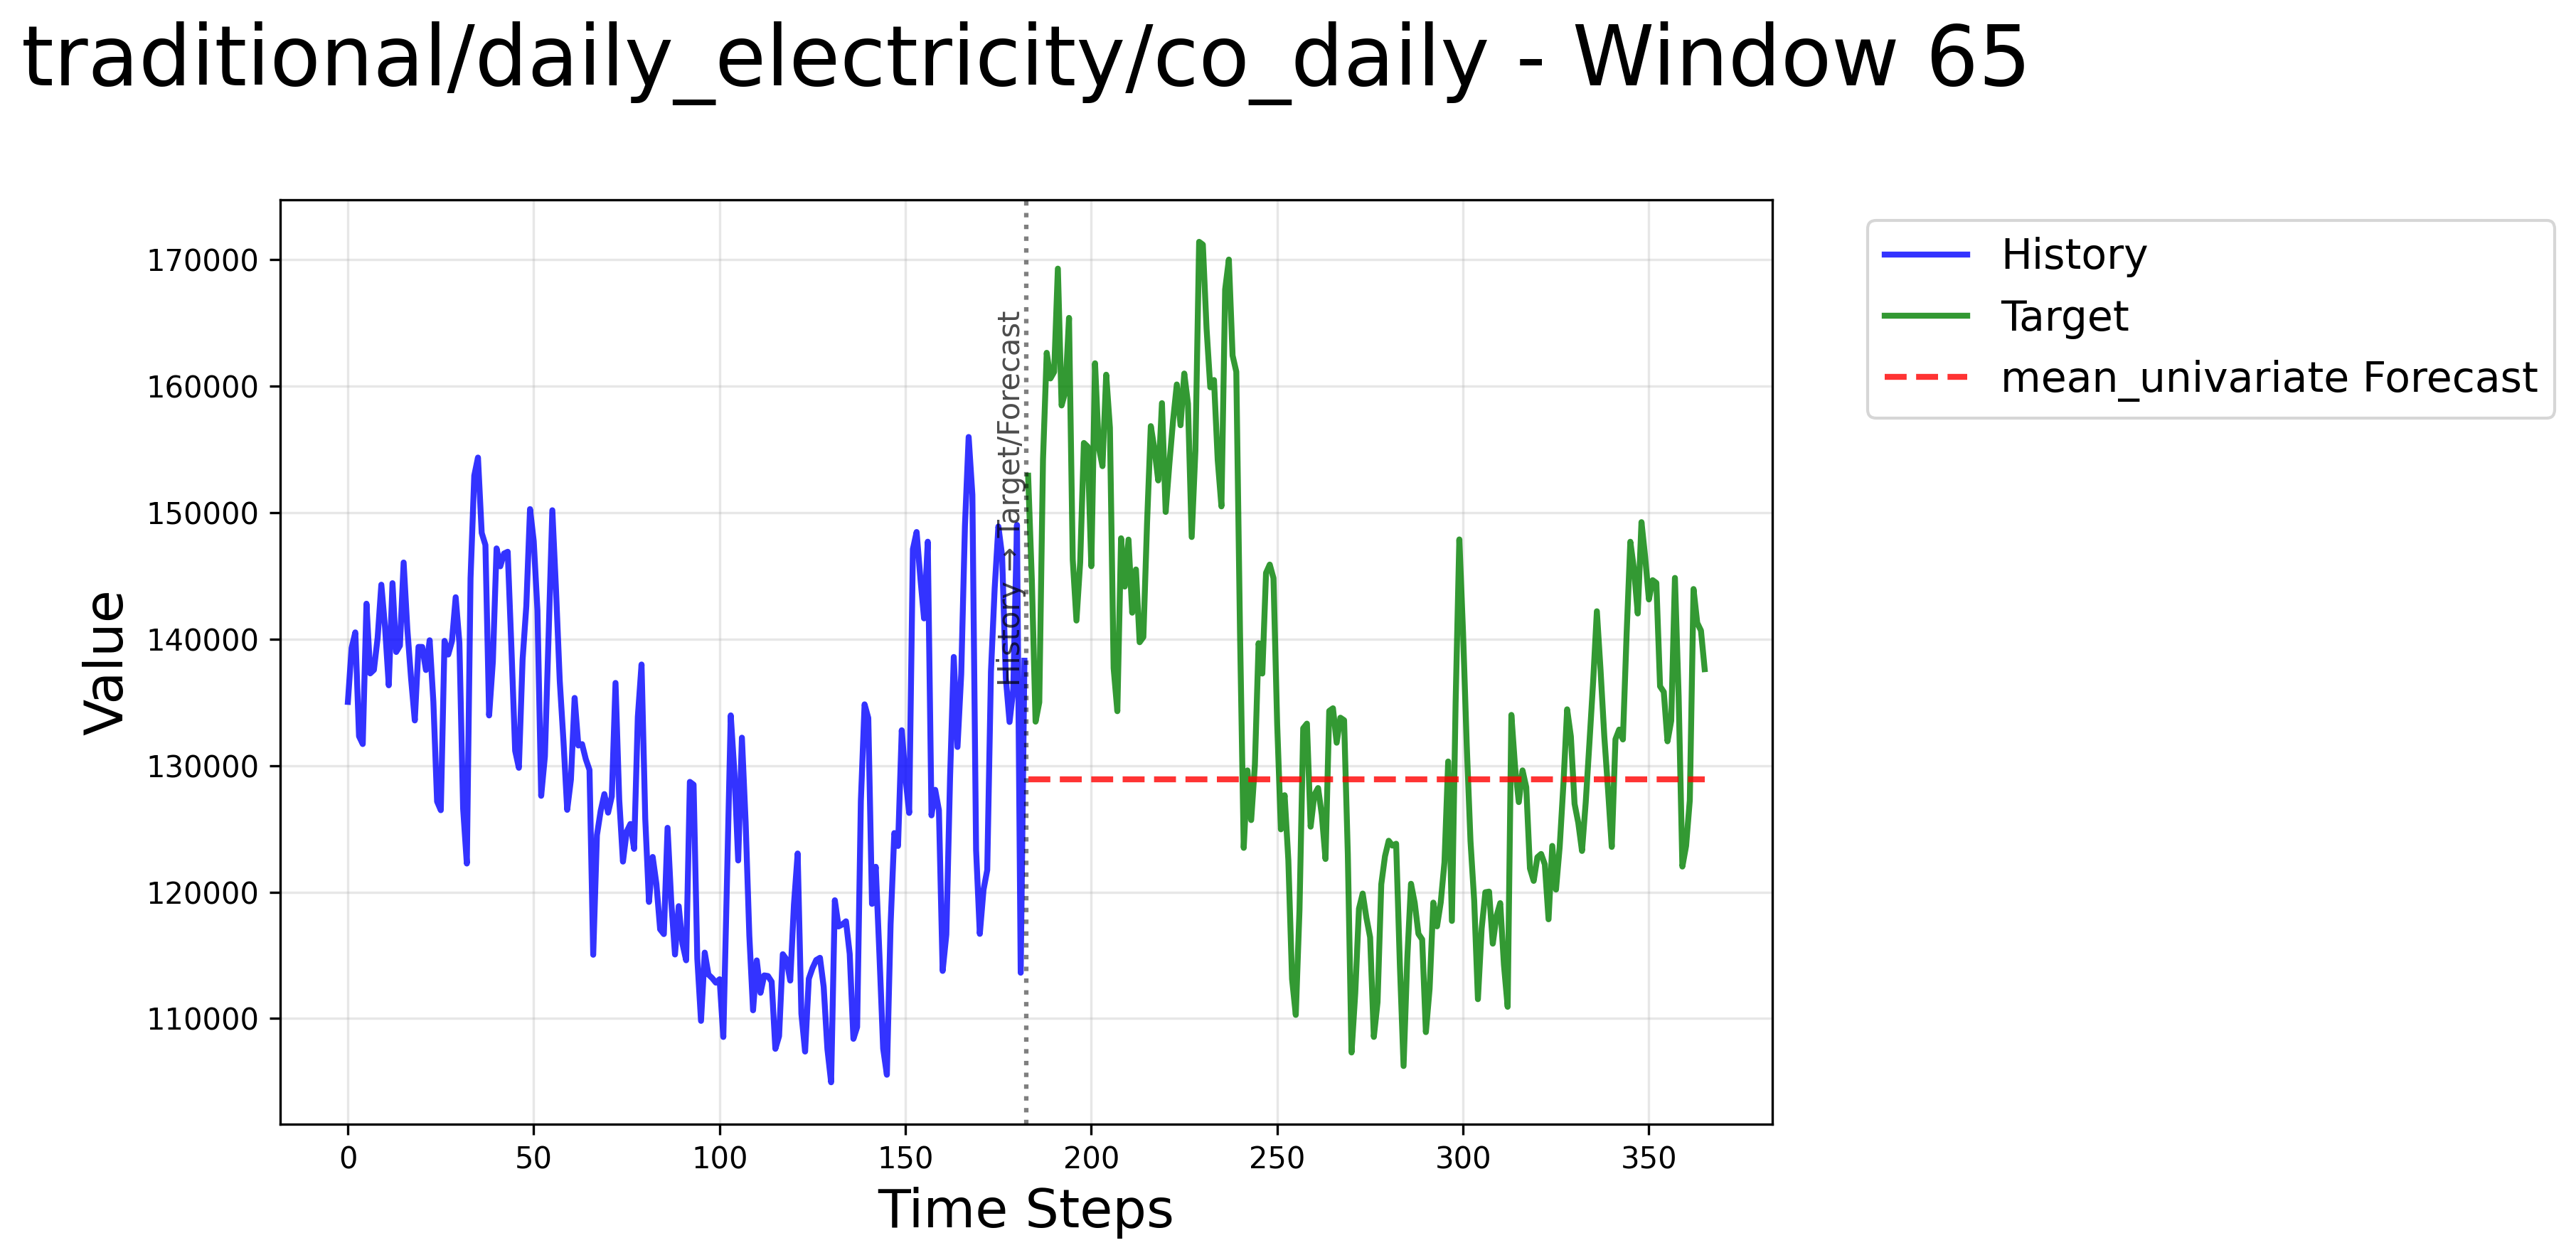 traditional/daily_electricity/co_daily - Window 65
History
Target
mean_univariate Forecast
170000
160000
150000
140000
130000
120000
110000
Value
History → Target/Forecast
0 50 100 150 200 250 300 350
Time Steps